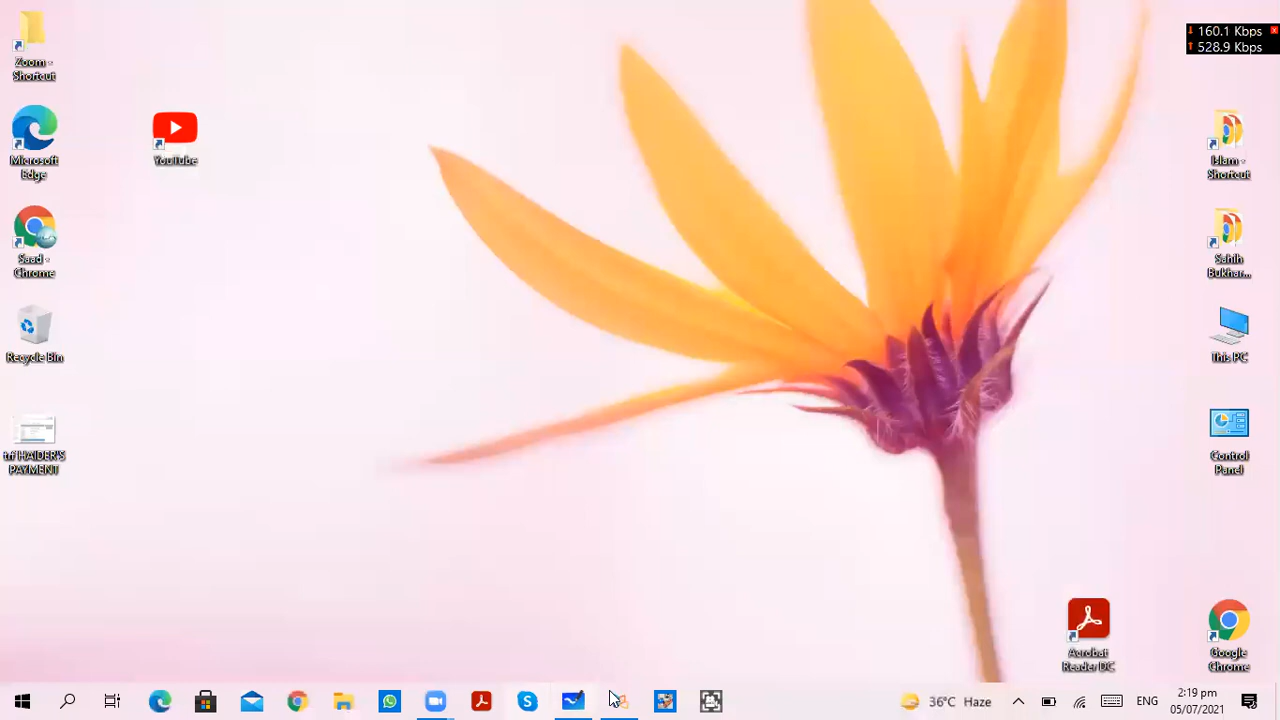 Zoom -
Shortcut
Microsoft
Edge
YouTube
Saad -
Chrome
Recycle Bin
trf HAIDER'S
PAYMENT
160.1 Kbps
528.9 Kbps
Islam -
Shortcut
Sahih
Bukhar...
This PC
Control
Panel
Acrobat
Reader DC
Google
Chrome
36°C Haze
ENG
2:19 pm
05/07/2021